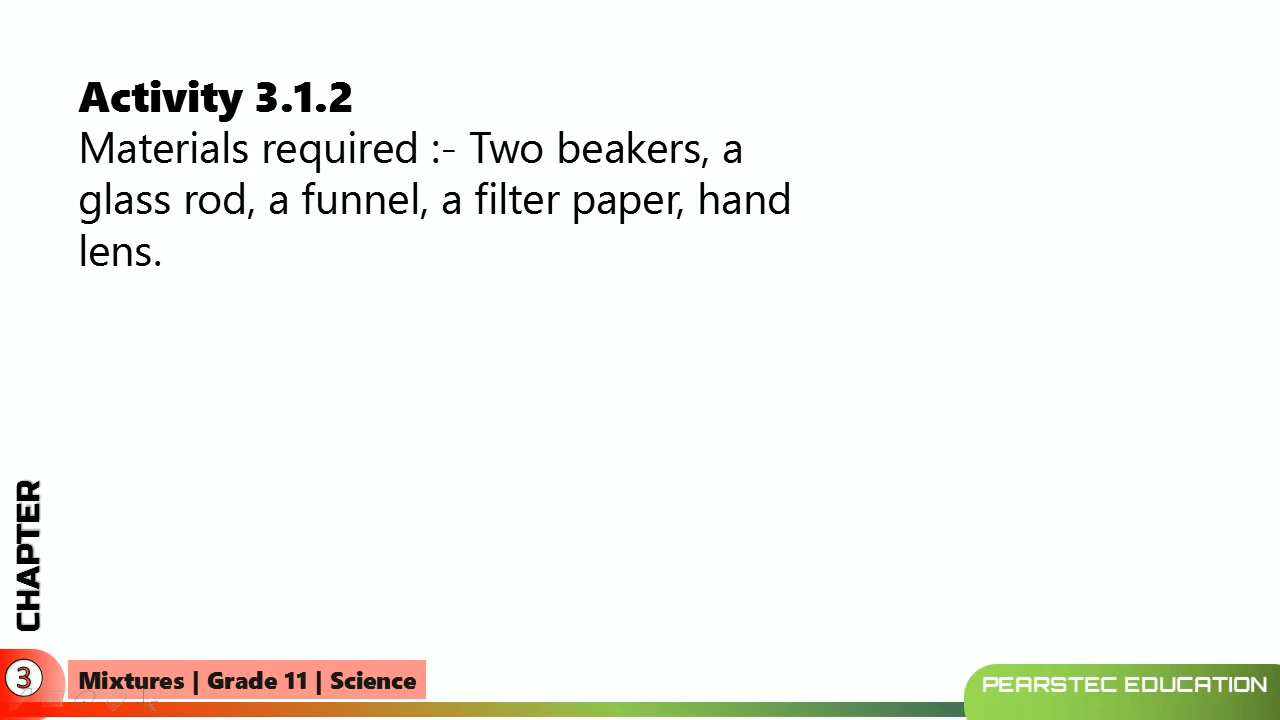 Activity 3.1.2
Materials required :- Two beakers, a
glass rod, a funnel, a filter paper, hand
lens.
CHAPTER
3
Mixtures | Grade 11 | Science
PEARSTEC EDUCATION